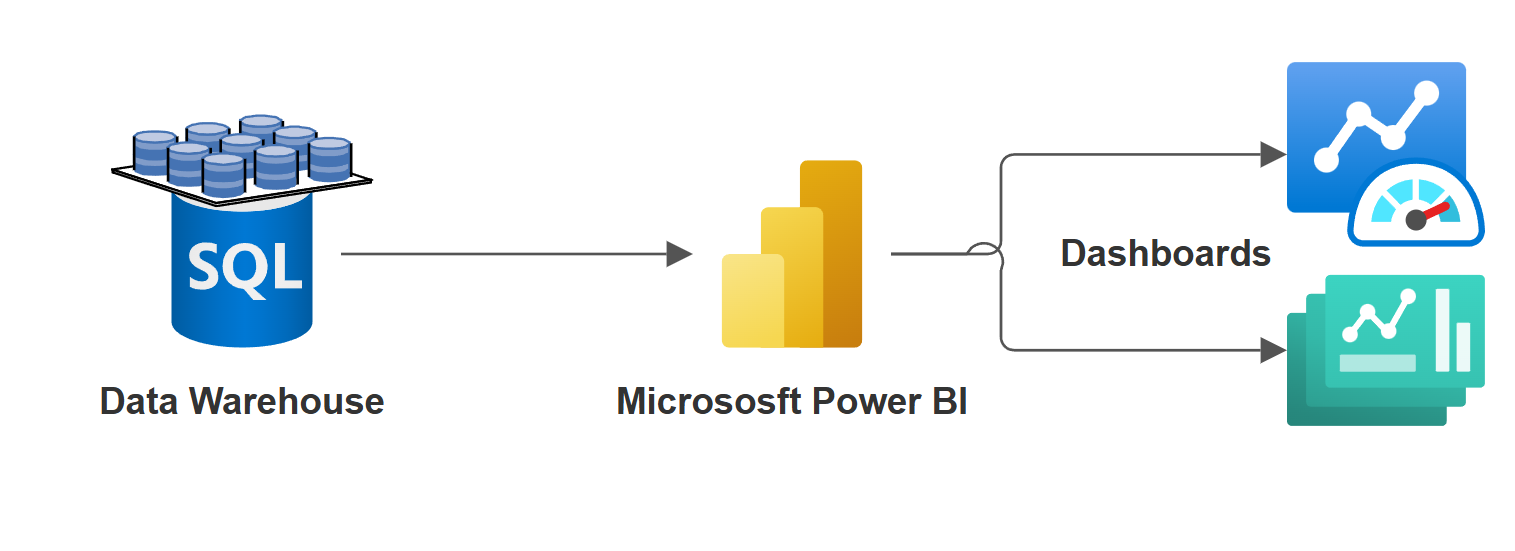 SQL
Dashboards
Data Warehouse
Micrososft Power BI